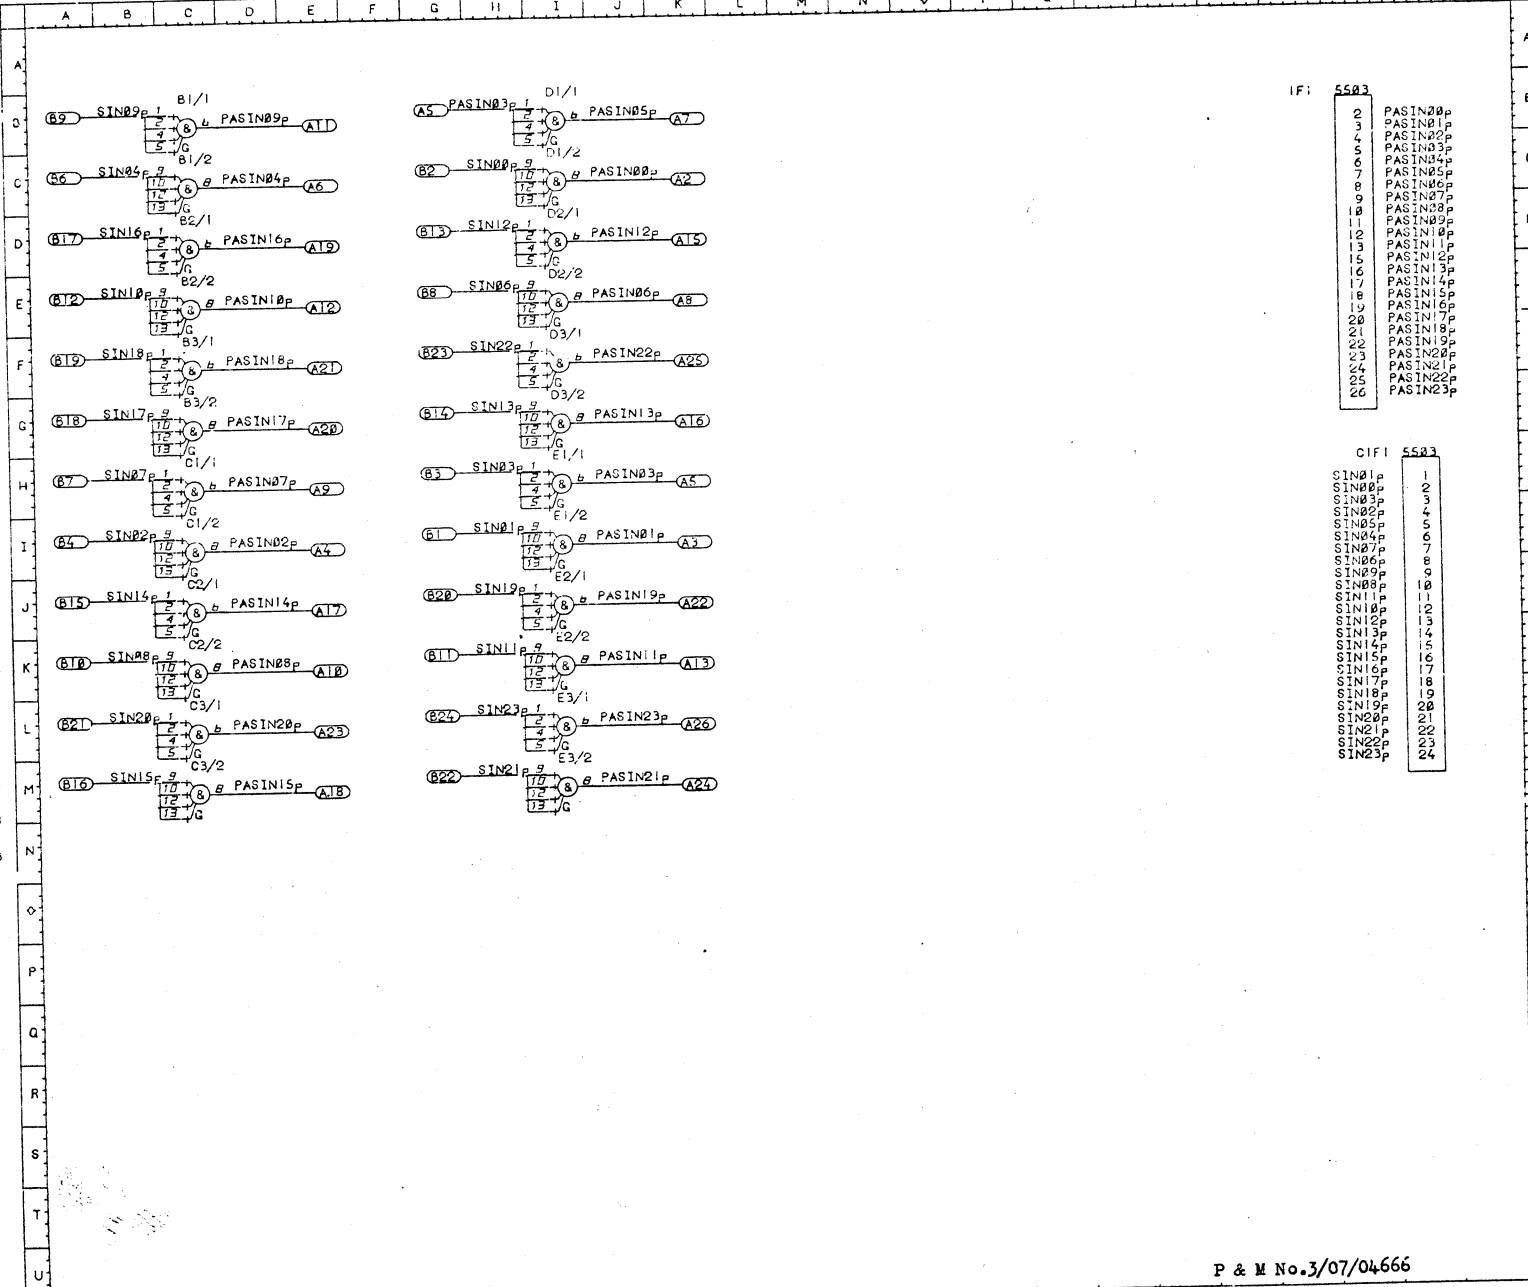 A B C D E F G H I J K L M N
A
B1/1
B9 SIN09p 1 2 4 5 & G 6 PASIN09p A11
B1/2
C B6 SIN04p 9 10 12 13 & G 8 PASIN04p A6
B2/1
D B17 SIN16p 1 2 4 5 & G 6 PASIN16p A19
B2/2
E B12 SIN10p 9 10 12 13 & G 8 PASIN10p A12
B3/1
F B19 SIN18p 1 2 4 5 & G 6 PASIN18p A21
B3/2
G B18 SIN17p 9 10 12 13 & G 8 PASIN17p A20
C1/1
H B7 SIN07p 1 2 4 5 & G 6 PASIN07p A9
C1/2
I B4 SIN02p 9 10 12 13 & G 8 PASIN02p A4
C2/1
J B15 SIN14p 1 2 4 5 & G 6 PASIN14p A17
C2/2
K B10 SIN08p 9 10 12 13 & G 8 PASIN08p A10
C3/1
L B21 SIN20p 1 2 4 5 & G 6 PASIN20p A23
C3/2
M B16 SIN15p 9 10 12 13 & G 8 PASIN15p A18
N
O
P
Q
R
S
T
U
D1/1
A5 PASIN03p 1 2 4 5 & G 6 PASIN05p A7
D1/2
B2 SIN00p 9 10 12 13 & G 8 PASIN00p A2
D2/1
B13 SIN12p 1 2 4 5 & G 6 PASIN12p A15
D2/2
B8 SIN06p 9 10 12 13 & G 8 PASIN06p A8
D3/1
B23 SIN22p 1 2 4 5 & G 6 PASIN22p A25
D3/2
B14 SIN13p 9 10 12 13 & G 8 PASIN13p A16
E1/1
B3 SIN03p 1 2 4 5 & G 6 PASIN03p A5
E1/2
B1 SIN01p 9 10 12 13 & G 8 PASIN01p A3
E2/1
B20 SIN19p 1 2 4 5 & G 6 PASIN19p A22
E2/2
B11 SIN11p 9 10 12 13 & G 8 PASIN11p A13
E3/1
B24 SIN23p 1 2 4 5 & G 6 PASIN23p A26
E3/2
B22 SIN21p 9 10 12 13 & G 8 PASIN21p A24
IF1 5503
2 PASIN00p
3 PASIN01p
4 PASIN02p
5 PASIN03p
6 PASIN04p
7 PASIN05p
8 PASIN06p
9 PASIN07p
10 PASIN08p
11 PASIN09p
12 PASIN10p
13 PASIN11p
15 PASIN12p
16 PASIN13p
17 PASIN14p
18 PASIN15p
19 PASIN16p
20 PASIN17p
21 PASIN18p
22 PASIN19p
23 PASIN20p
24 PASIN21p
25 PASIN22p
26 PASIN23p
CIF1 5503
SIN01p 1
SIN00p 2
SIN03p 3
SIN02p 4
SIN05p 5
SIN04p 6
SIN07p 7
SIN06p 8
SIN09p 9
SIN08p 10
SIN11p 11
SIN10p 12
SIN12p 13
SIN13p 14
SIN14p 15
SIN15p 16
SIN16p 17
SIN17p 18
SIN18p 19
SIN19p 20
SIN20p 21
SIN21p 22
SIN22p 23
SIN23p 24
P & M No.3/07/04666